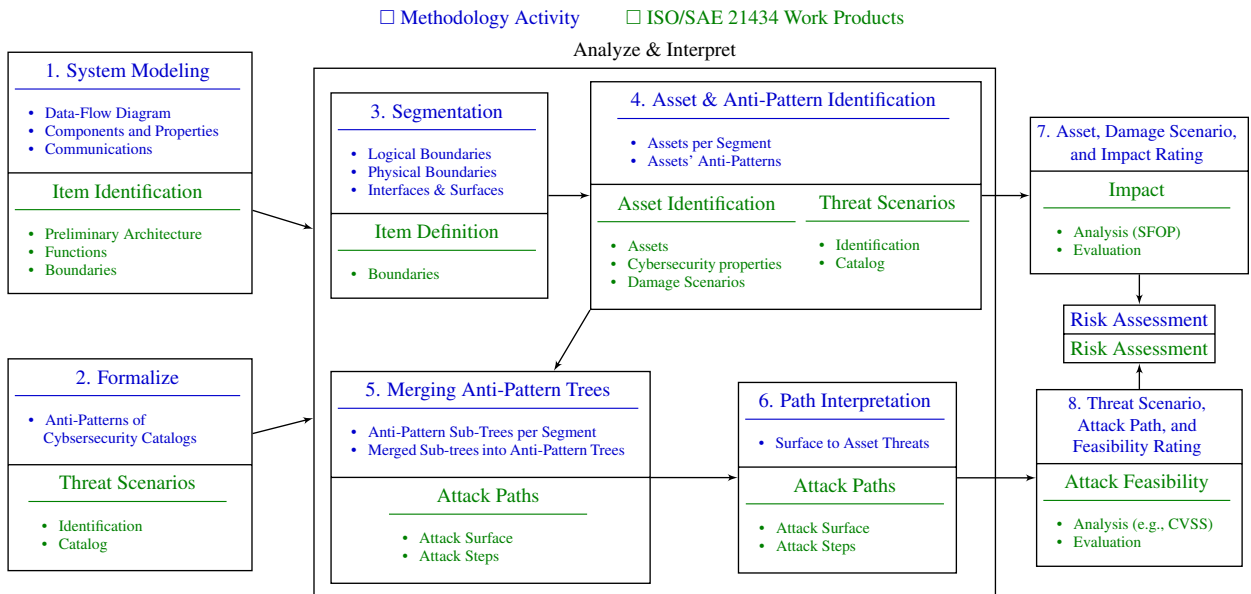 □ Methodology Activity □ ISO/SAE 21434 Work Products
Analyze & Interpret
1. System Modeling
• Data-Flow Diagram
• Components and Properties
• Communications
Item Identification
• Preliminary Architecture
• Functions
• Boundaries
2. Formalize
• Anti-Patterns of
Cybsersecurity Catalogs
Threat Scenarios
• Identification
• Catalog
3. Segmentation
• Logical Boundaries
• Physical Boundaries
• Interfaces & Surfaces
Item Definition
• Boundaries
4. Asset & Anti-Pattern Identification
• Assets per Segment
• Assets' Anti-Patterns
Asset Identification
• Assets
• Cybersecurity properties
• Damage Scenarios
Threat Scenarios
• Identification
• Catalog
5. Merging Anti-Pattern Trees
• Anti-Pattern Sub-Trees per Segment
• Merged Sub-trees into Anti-Pattern Trees
Attack Paths
• Attack Surface
• Attack Steps
6. Path Interpretation
• Surface to Asset Threats
Attack Paths
• Attack Surface
• Attack Steps
7. Asset, Damage Scenario,
and Impact Rating
Impact
• Analysis (SFOP)
• Evaluation
Risk Assessment
Risk Assessment
8. Threat Scenario,
Attack Path, and
Feasibility Rating
Attack Feasibility
• Analysis (e.g., CVSS)
• Evaluation